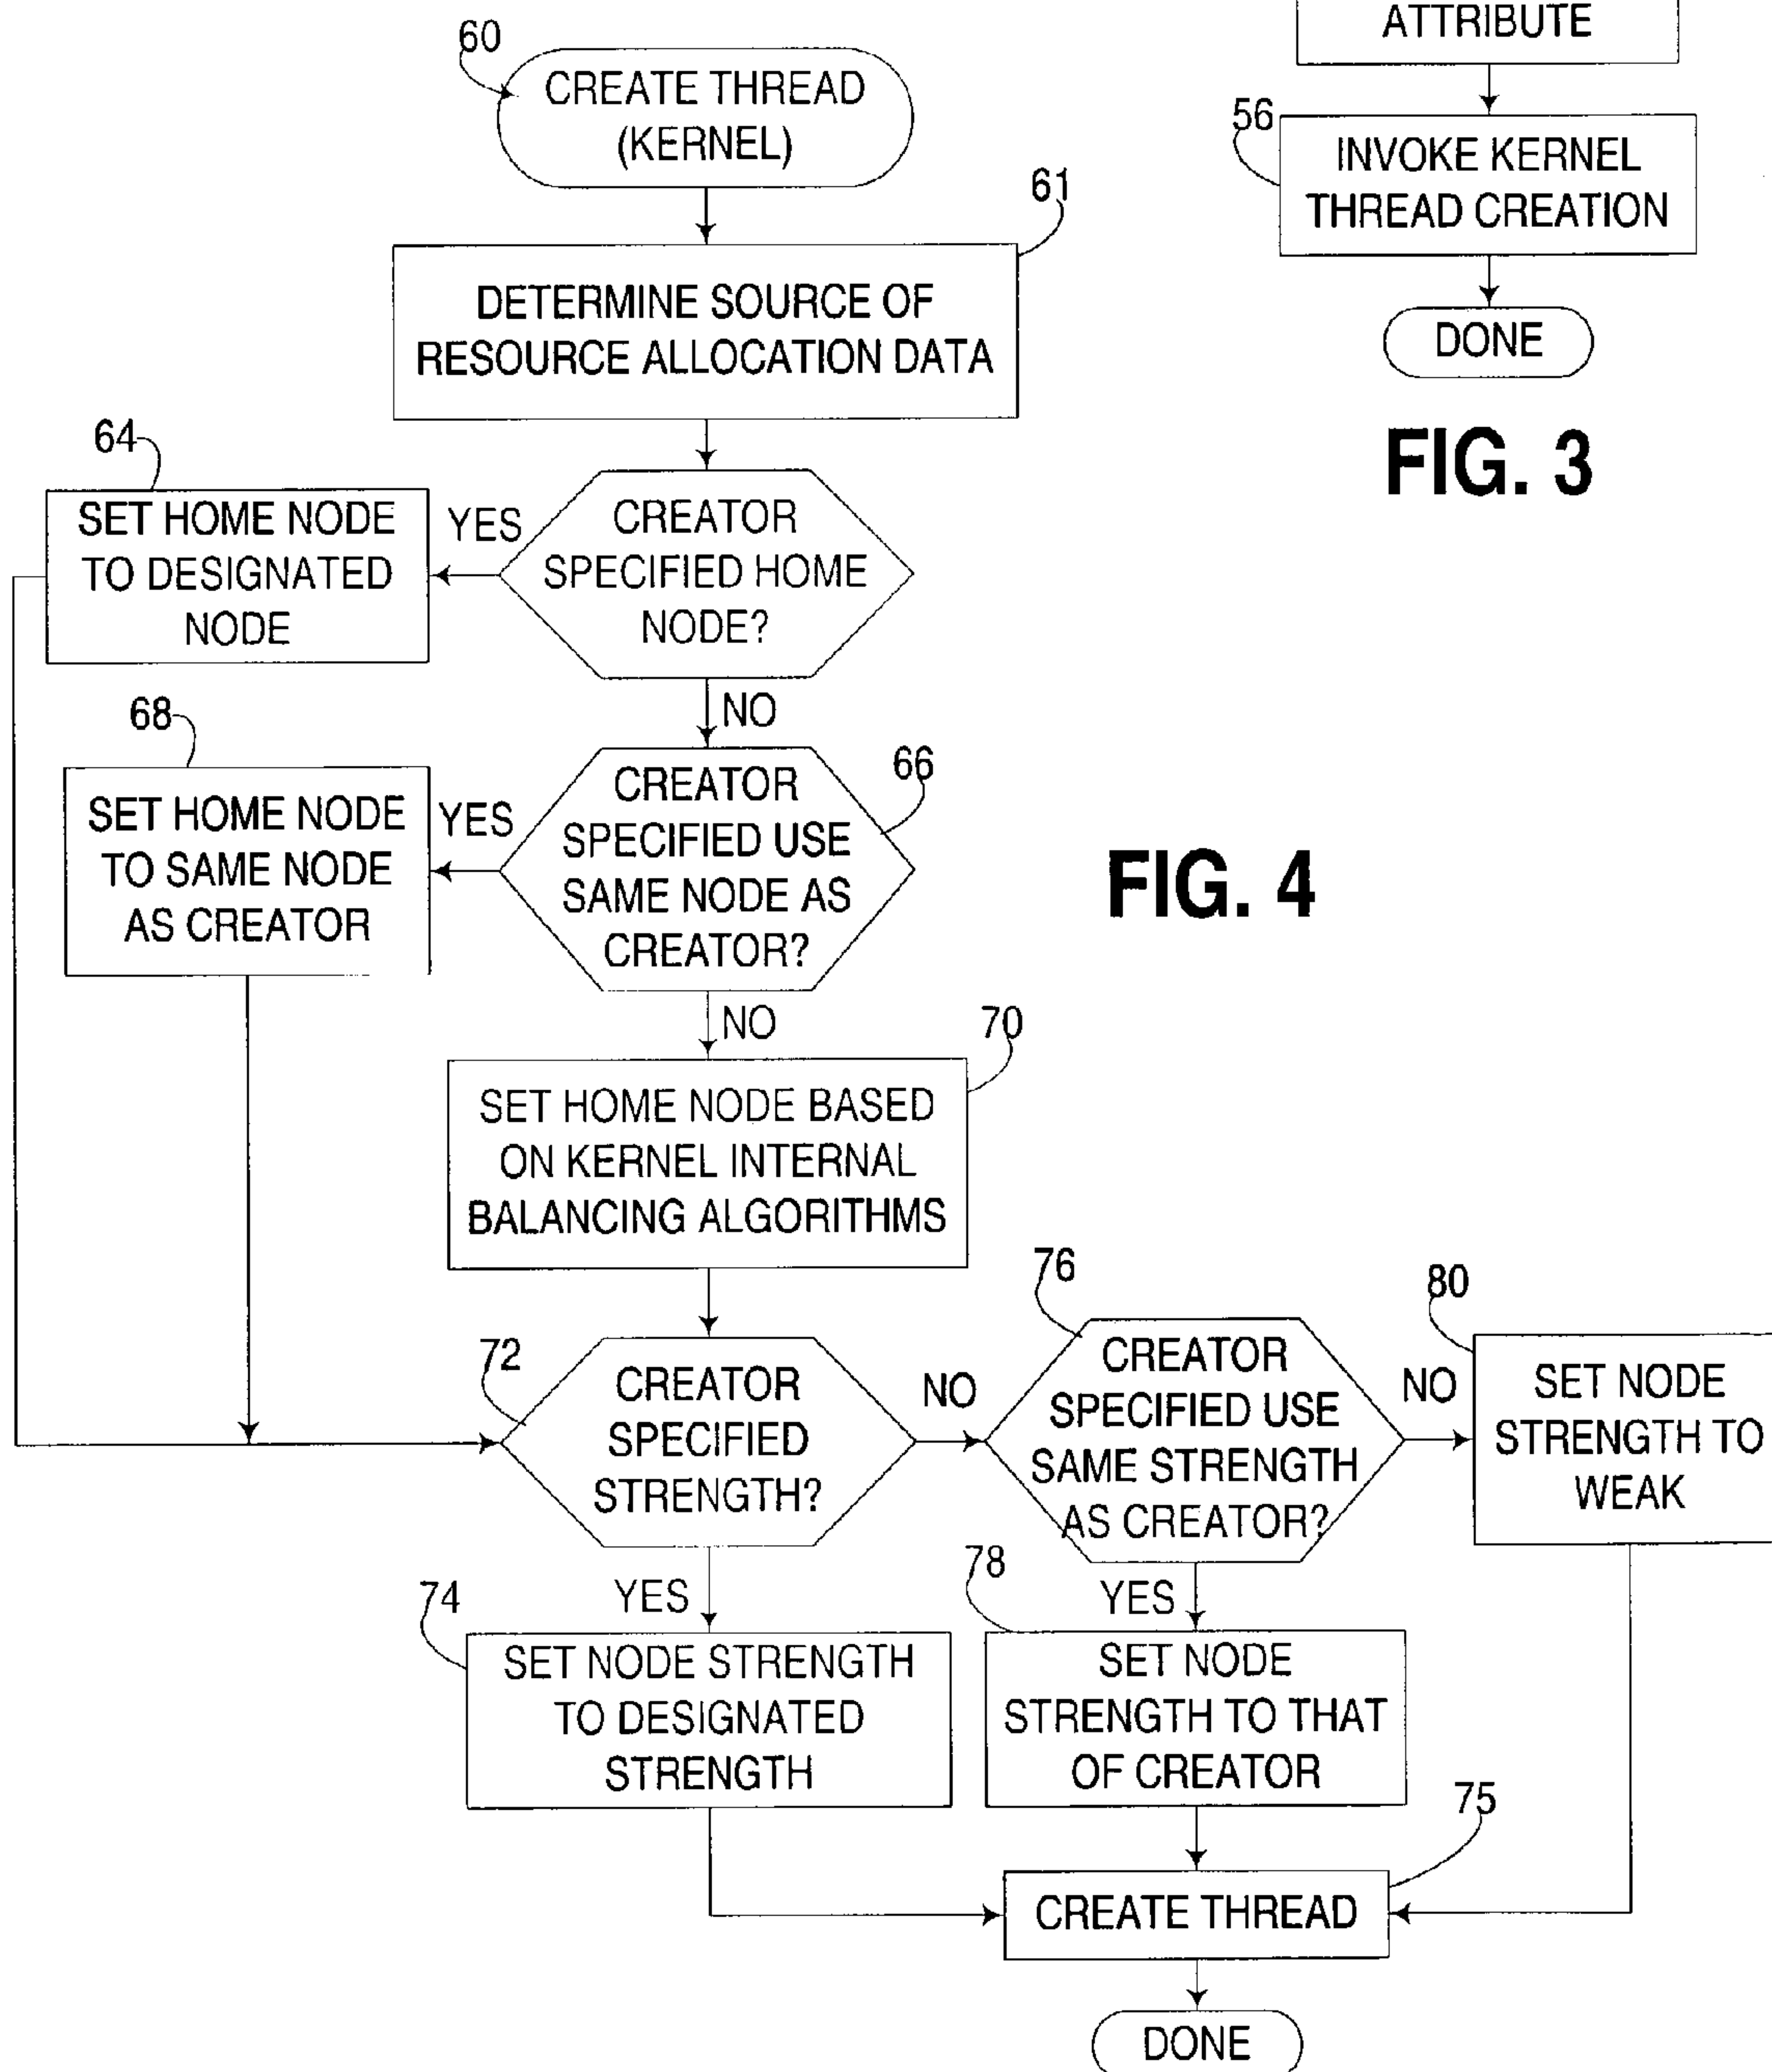 60
CREATE THREAD
(KERNEL)
61
DETERMINE SOURCE OF
RESOURCE ALLOCATION DATA
64
SET HOME NODE
TO DESIGNATED
NODE
YES
CREATOR
SPECIFIED HOME
NODE?
NO
68
SET HOME NODE
TO SAME NODE
AS CREATOR
YES
66
CREATOR
SPECIFIED USE
SAME NODE AS
CREATOR?
NO
70
SET HOME NODE BASED
ON KERNEL INTERNAL
BALANCING ALGORITHMS
72
CREATOR
SPECIFIED
STRENGTH?
NO
76
CREATOR
SPECIFIED USE
SAME STRENGTH
AS CREATOR?
NO
80
SET NODE
STRENGTH TO
WEAK
YES
74
SET NODE STRENGTH
TO DESIGNATED
STRENGTH
YES
78
SET NODE
STRENGTH TO THAT
OF CREATOR
75
CREATE THREAD
DONE
FIG. 4
ATTRIBUTE
56
INVOKE KERNEL
THREAD CREATION
DONE
FIG. 3